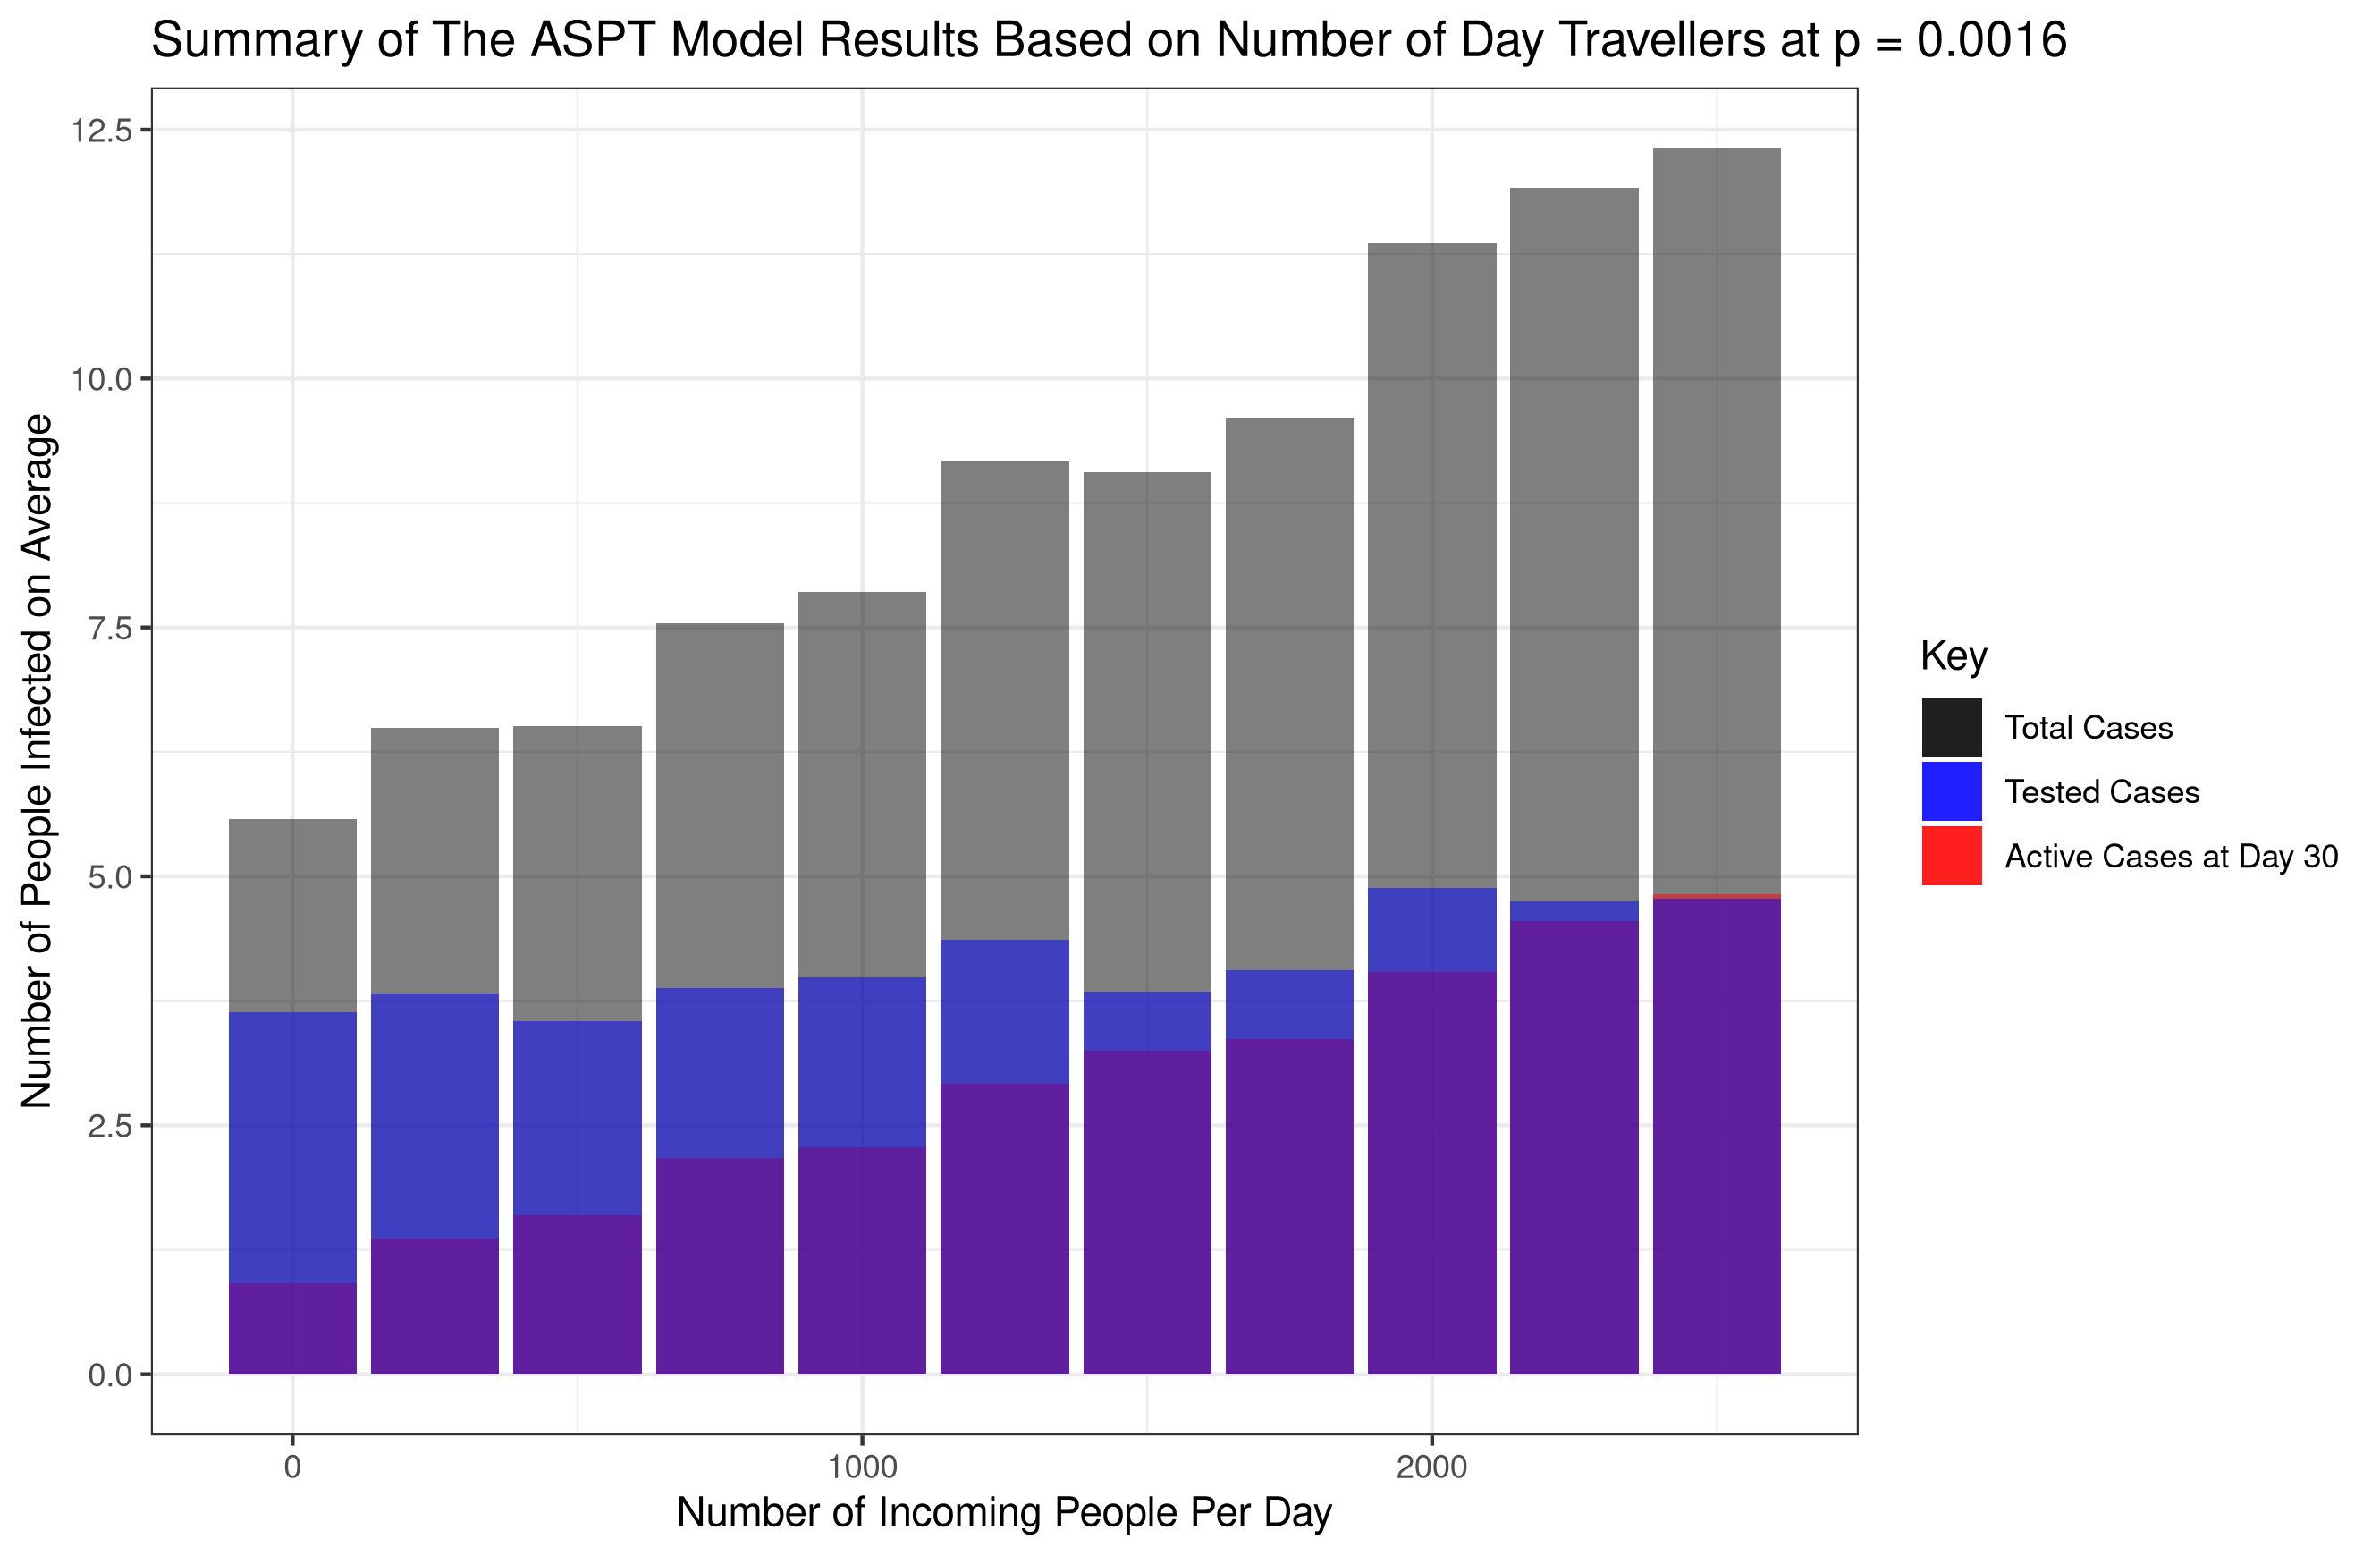 Summary of The ASPT Model Results Based on Number of Day Travellers at p = 0.0016
Number of People Infected on Average
12.5
10.0
7.5
5.0
2.5
0.0
0
1000
2000
Number of Incoming People Per Day
Key
Total Cases
Tested Cases
Active Cases at Day 30